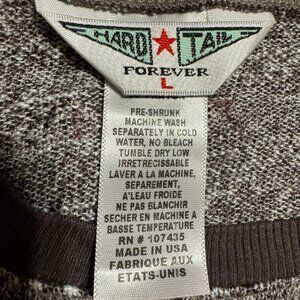 HARD TAIL
FOREVER
L
PRE-SHRUNK
MACHINE WASH
SEPARATELY IN COLD
WATER, NO BLEACH
TUMBLE DRY LOW
IRRETRECISSABLE
LAVER A LA MACHINE,
SEPAREMENT,
A'LEAU FROIDE
NE PAS BLANCHIR
SECHER EN MACHINE A
BASSE TEMPERATURE
RN # 107435
MADE IN USA
FABRIQUE AUX
ETATS-UNIS